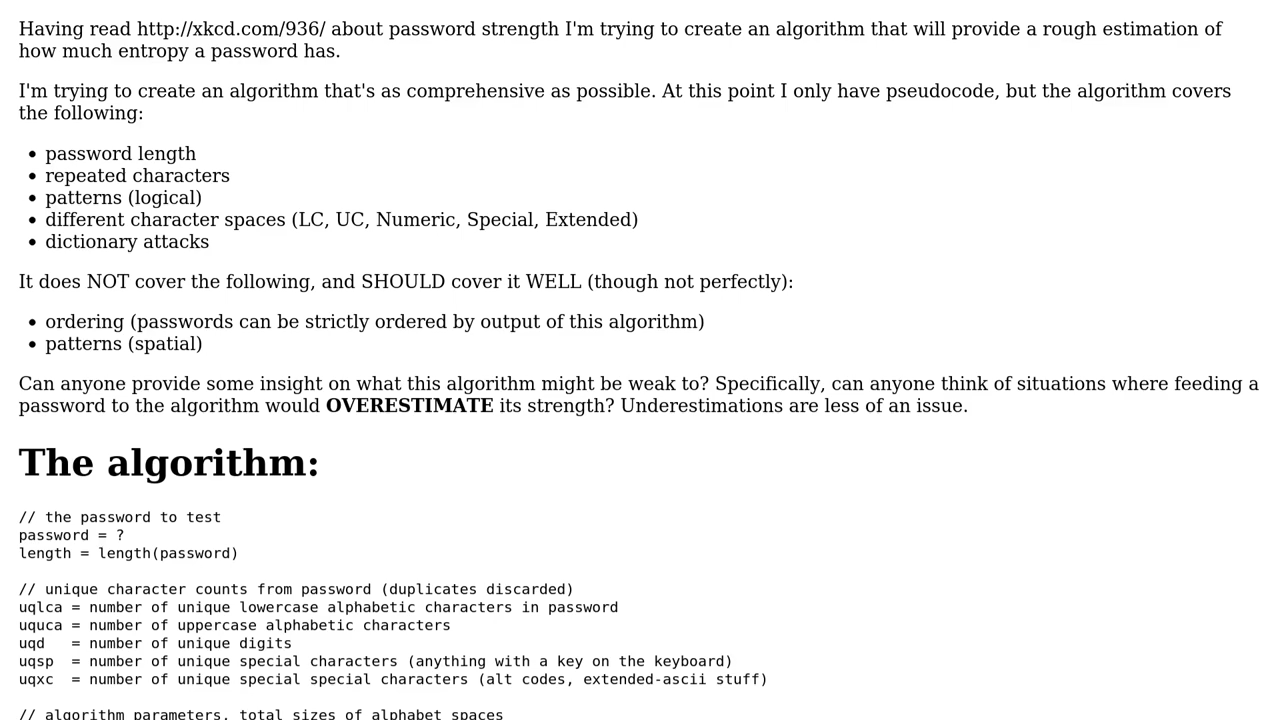 Having read http://xkcd.com/936/ about password strength I'm trying to create an algorithm that will provide a rough estimation of
how much entropy a password has.
I'm trying to create an algorithm that's as comprehensive as possible. At this point I only have pseudocode, but the algorithm covers
the following:
• password length
• repeated characters
• patterns (logical)
• different character spaces (LC, UC, Numeric, Special, Extended)
• dictionary attacks
It does NOT cover the following, and SHOULD cover it WELL (though not perfectly):
• ordering (passwords can be strictly ordered by output of this algorithm)
• patterns (spatial)
Can anyone provide some insight on what this algorithm might be weak to? Specifically, can anyone think of situations where feeding a
password to the algorithm would OVERESTIMATE its strength? Underestimations are less of an issue.
The algorithm:
// the password to test
password = ?
length = length(password)
// unique character counts from password (duplicates discarded)
uqlca = number of unique lowercase alphabetic characters in password
uquca = number of uppercase alphabetic characters
uqd   = number of unique digits
uqsp  = number of unique special characters (anything with a key on the keyboard)
uqxc  = number of unique special special characters (alt codes, extended-ascii stuff)
// algorithm parameters, total sizes of alphabet spaces